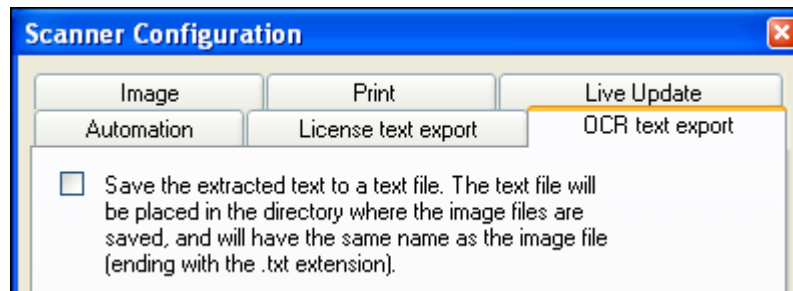 Scanner Configuration
Image Print Live Update
Automation License text export OCR text export
Save the extracted text to a text file. The text file will
be placed in the directory where the image files are
saved, and will have the same name as the image file
(ending with the .txt extension).